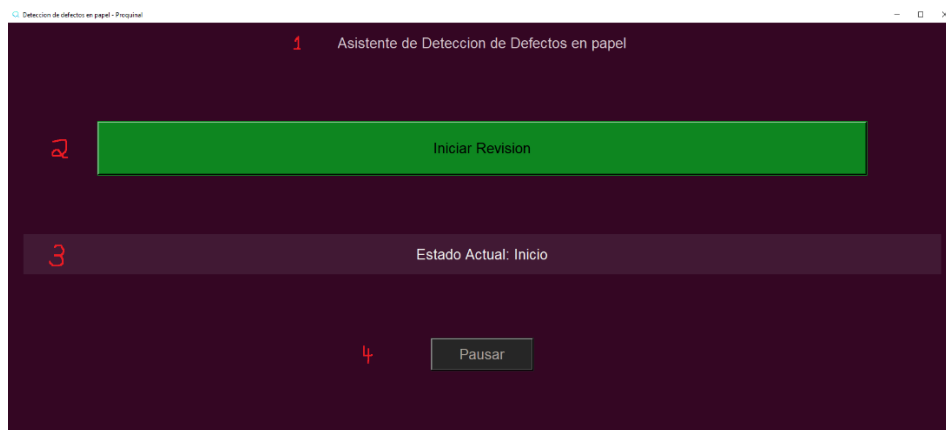 Deteccion de defectos en papel - Proquinal
1 Asistente de Deteccion de Defectos en papel
2 Iniciar Revision
3 Estado Actual: Inicio
4 Pausar